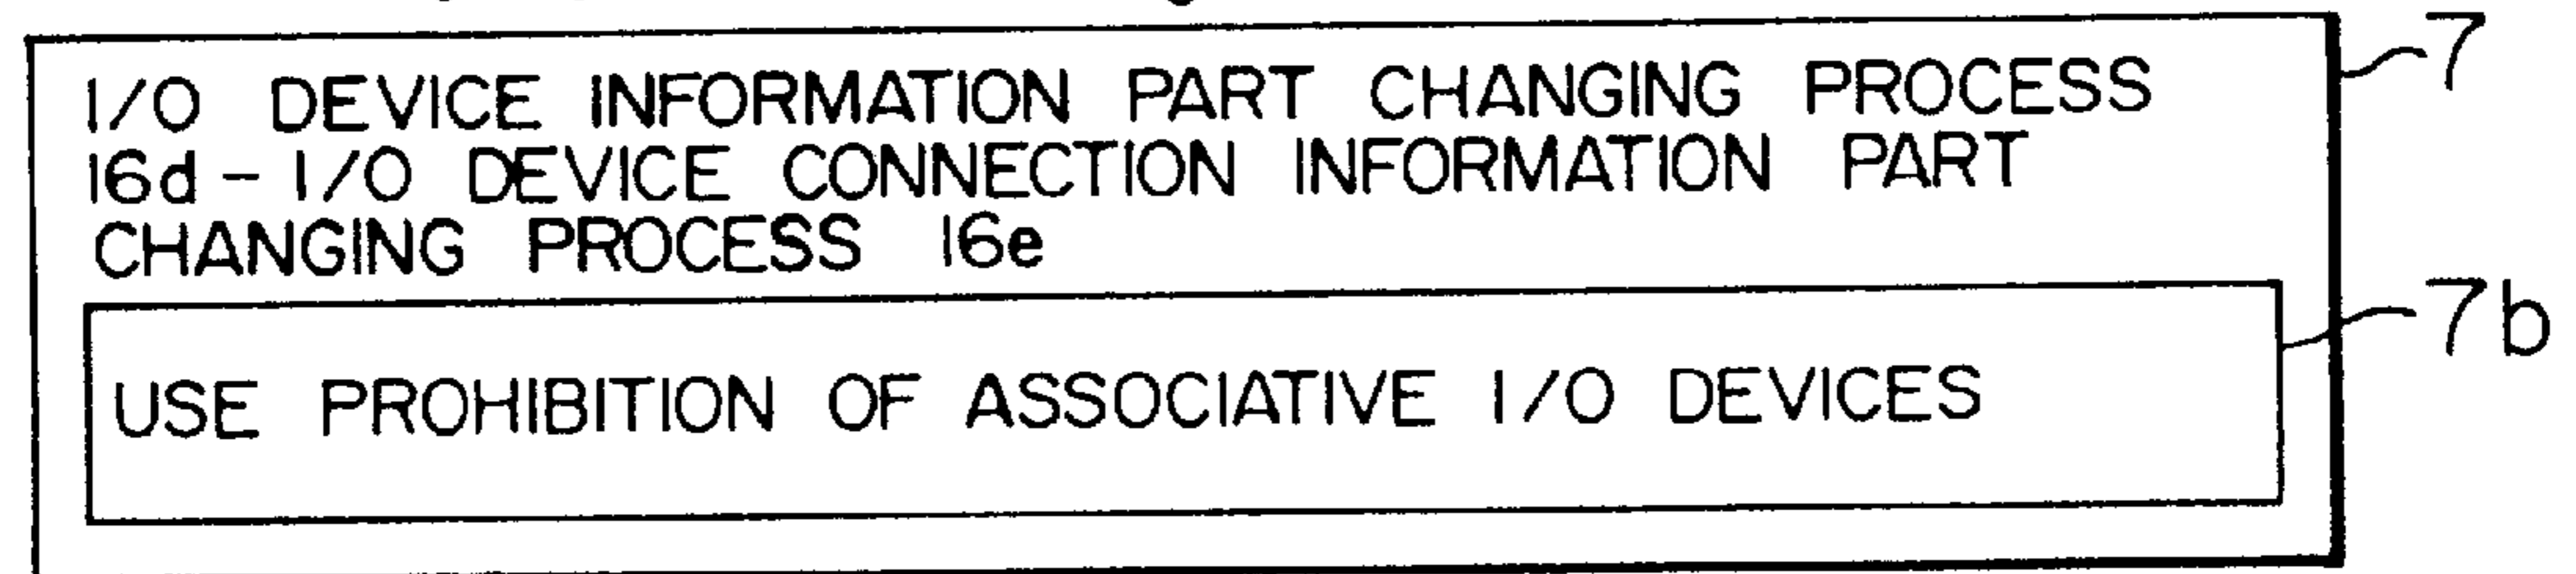 I/O DEVICE INFORMATION PART CHANGING PROCESS
16d - I/O DEVICE CONNECTION INFORMATION PART
CHANGING PROCESS 16e
7
USE PROHIBITION OF ASSOCIATIVE I/O DEVICES
7b